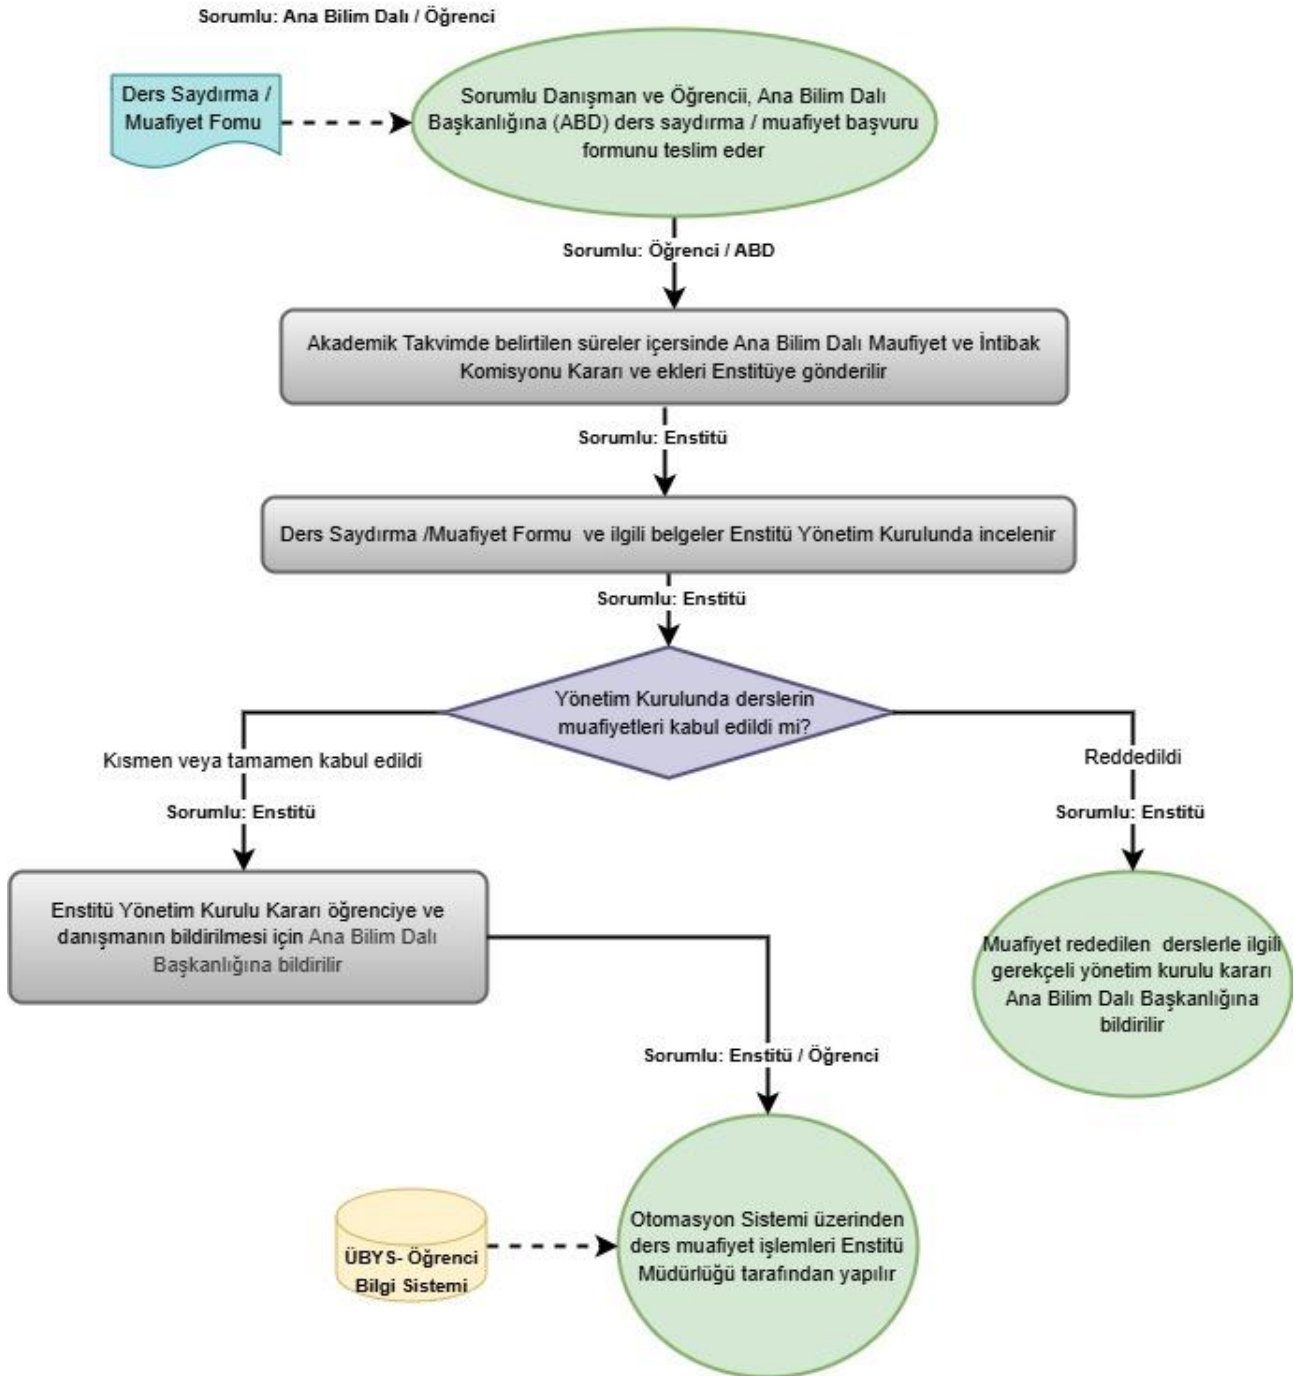 Sorumlu: Ana Bilim Dalı / Öğrenci
Ders Saydırma /
Muafiyet Fomu
Sorumlu Danışman ve Öğrencii, Ana Bilim Dalı
Başkanlığına (ABD) ders saydırma / muafiyet başvuru
formunu teslim eder
Sorumlu: Öğrenci / ABD
Akademik Takvimde belirtilen süreler içersinde Ana Bilim Dalı Maufiyet ve İntibak
Komisyonu Kararı ve ekleri Enstitüye gönderilir
Sorumlu: Enstitü
Ders Saydırma /Muafiyet Formu ve ilgili belgeler Enstitü Yönetim Kurulunda incelenir
Sorumlu: Enstitü
Yönetim Kurulunda derslerin
muafiyetleri kabul edildi mi?
Kısmen veya tamamen kabul edildi
Sorumlu: Enstitü
Reddedildi
Sorumlu: Enstitü
Enstitü Yönetim Kurulu Kararı öğrenciye ve
danışmanın bildirilmesi için Ana Bilim Dalı
Başkanlığına bildirilir
Muafiyet rededilen derslerle ilgili
gerekçeli yönetim kurulu kararı
Ana Bilim Dalı Başkanlığına
bildirilir
Sorumlu: Enstitü / Öğrenci
ÜBYS- Öğrenci
Bilgi Sistemi
Otomasyon Sistemi üzerinden
ders muafiyet işlemleri Enstitü
Müdürlüğü tarafından yapılır